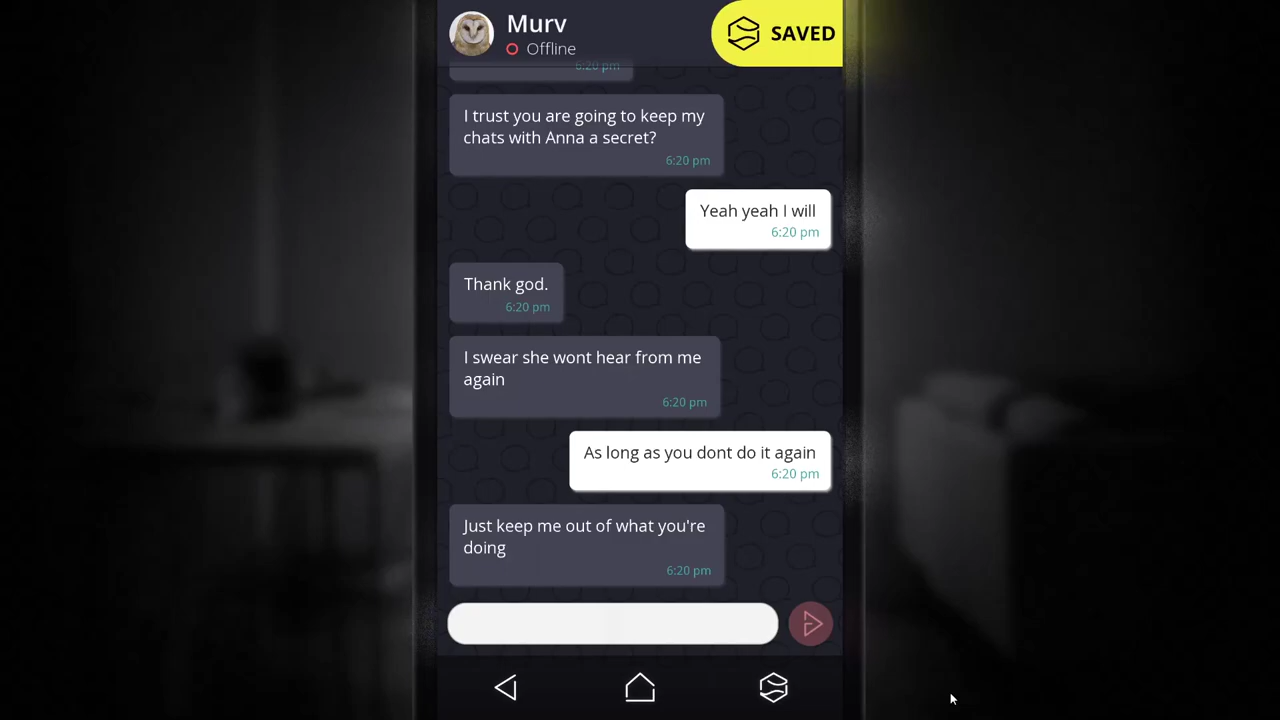 Murv
Offline
SAVED
6:20 pm
I trust you are going to keep my
chats with Anna a secret?
6:20 pm
Yeah yeah I will
6:20 pm
Thank god.
6:20 pm
I swear she wont hear from me
again
6:20 pm
As long as you dont do it again
6:20 pm
Just keep me out of what you're
doing
6:20 pm